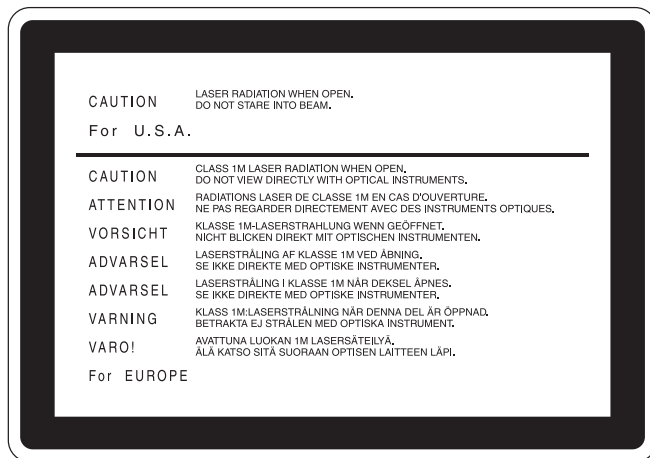 CAUTION LASER RADIATION WHEN OPEN.
DO NOT STARE INTO BEAM.
For U.S.A.
CAUTION CLASS 1M LASER RADIATION WHEN OPEN,
DO NOT VIEW DIRECTLY WITH OPTICAL INSTRUMENTS.
ATTENTION RADIATIONS LASER DE CLASSE 1M EN CAS D'OUVERTURE.
NE PAS REGARDER DIRECTEMENT AVEC DES INSTRUMENTS OPTIQUES.
VORSICHT KLASSE 1M-LASERSTRAHLUNG WENN GEÖFFNET.
NICHT BLICKEN DIREKT MIT OPTISCHEN INSTRUMENTEN.
ADVARSEL LASERSTRÅLING AF KLASSE 1M VED ÅBNING.
SE IKKE DIREKTE MED OPTISKE INSTRUMENTER.
ADVARSEL LASERSTRÅLING I KLASSE 1M NÅR DEKSEL ÅPNES.
SE IKKE DIREKTE MED OPTISKE INSTRUMENTER.
VARNING KLASS 1M:LASERSTRÅLNING NÄR DENNA DEL ÄR ÖPPNAD.
BETRAKTA EJ STRÅLEN MED OPTISKA INSTRUMENT.
VARO! AVATTUNA LUOKAN 1M LASERSÄTEILYÄ.
ÄLÄ KATSO SITÄ SUORAAN OPTISEN LAITTEEN LÄPI.
For EUROPE